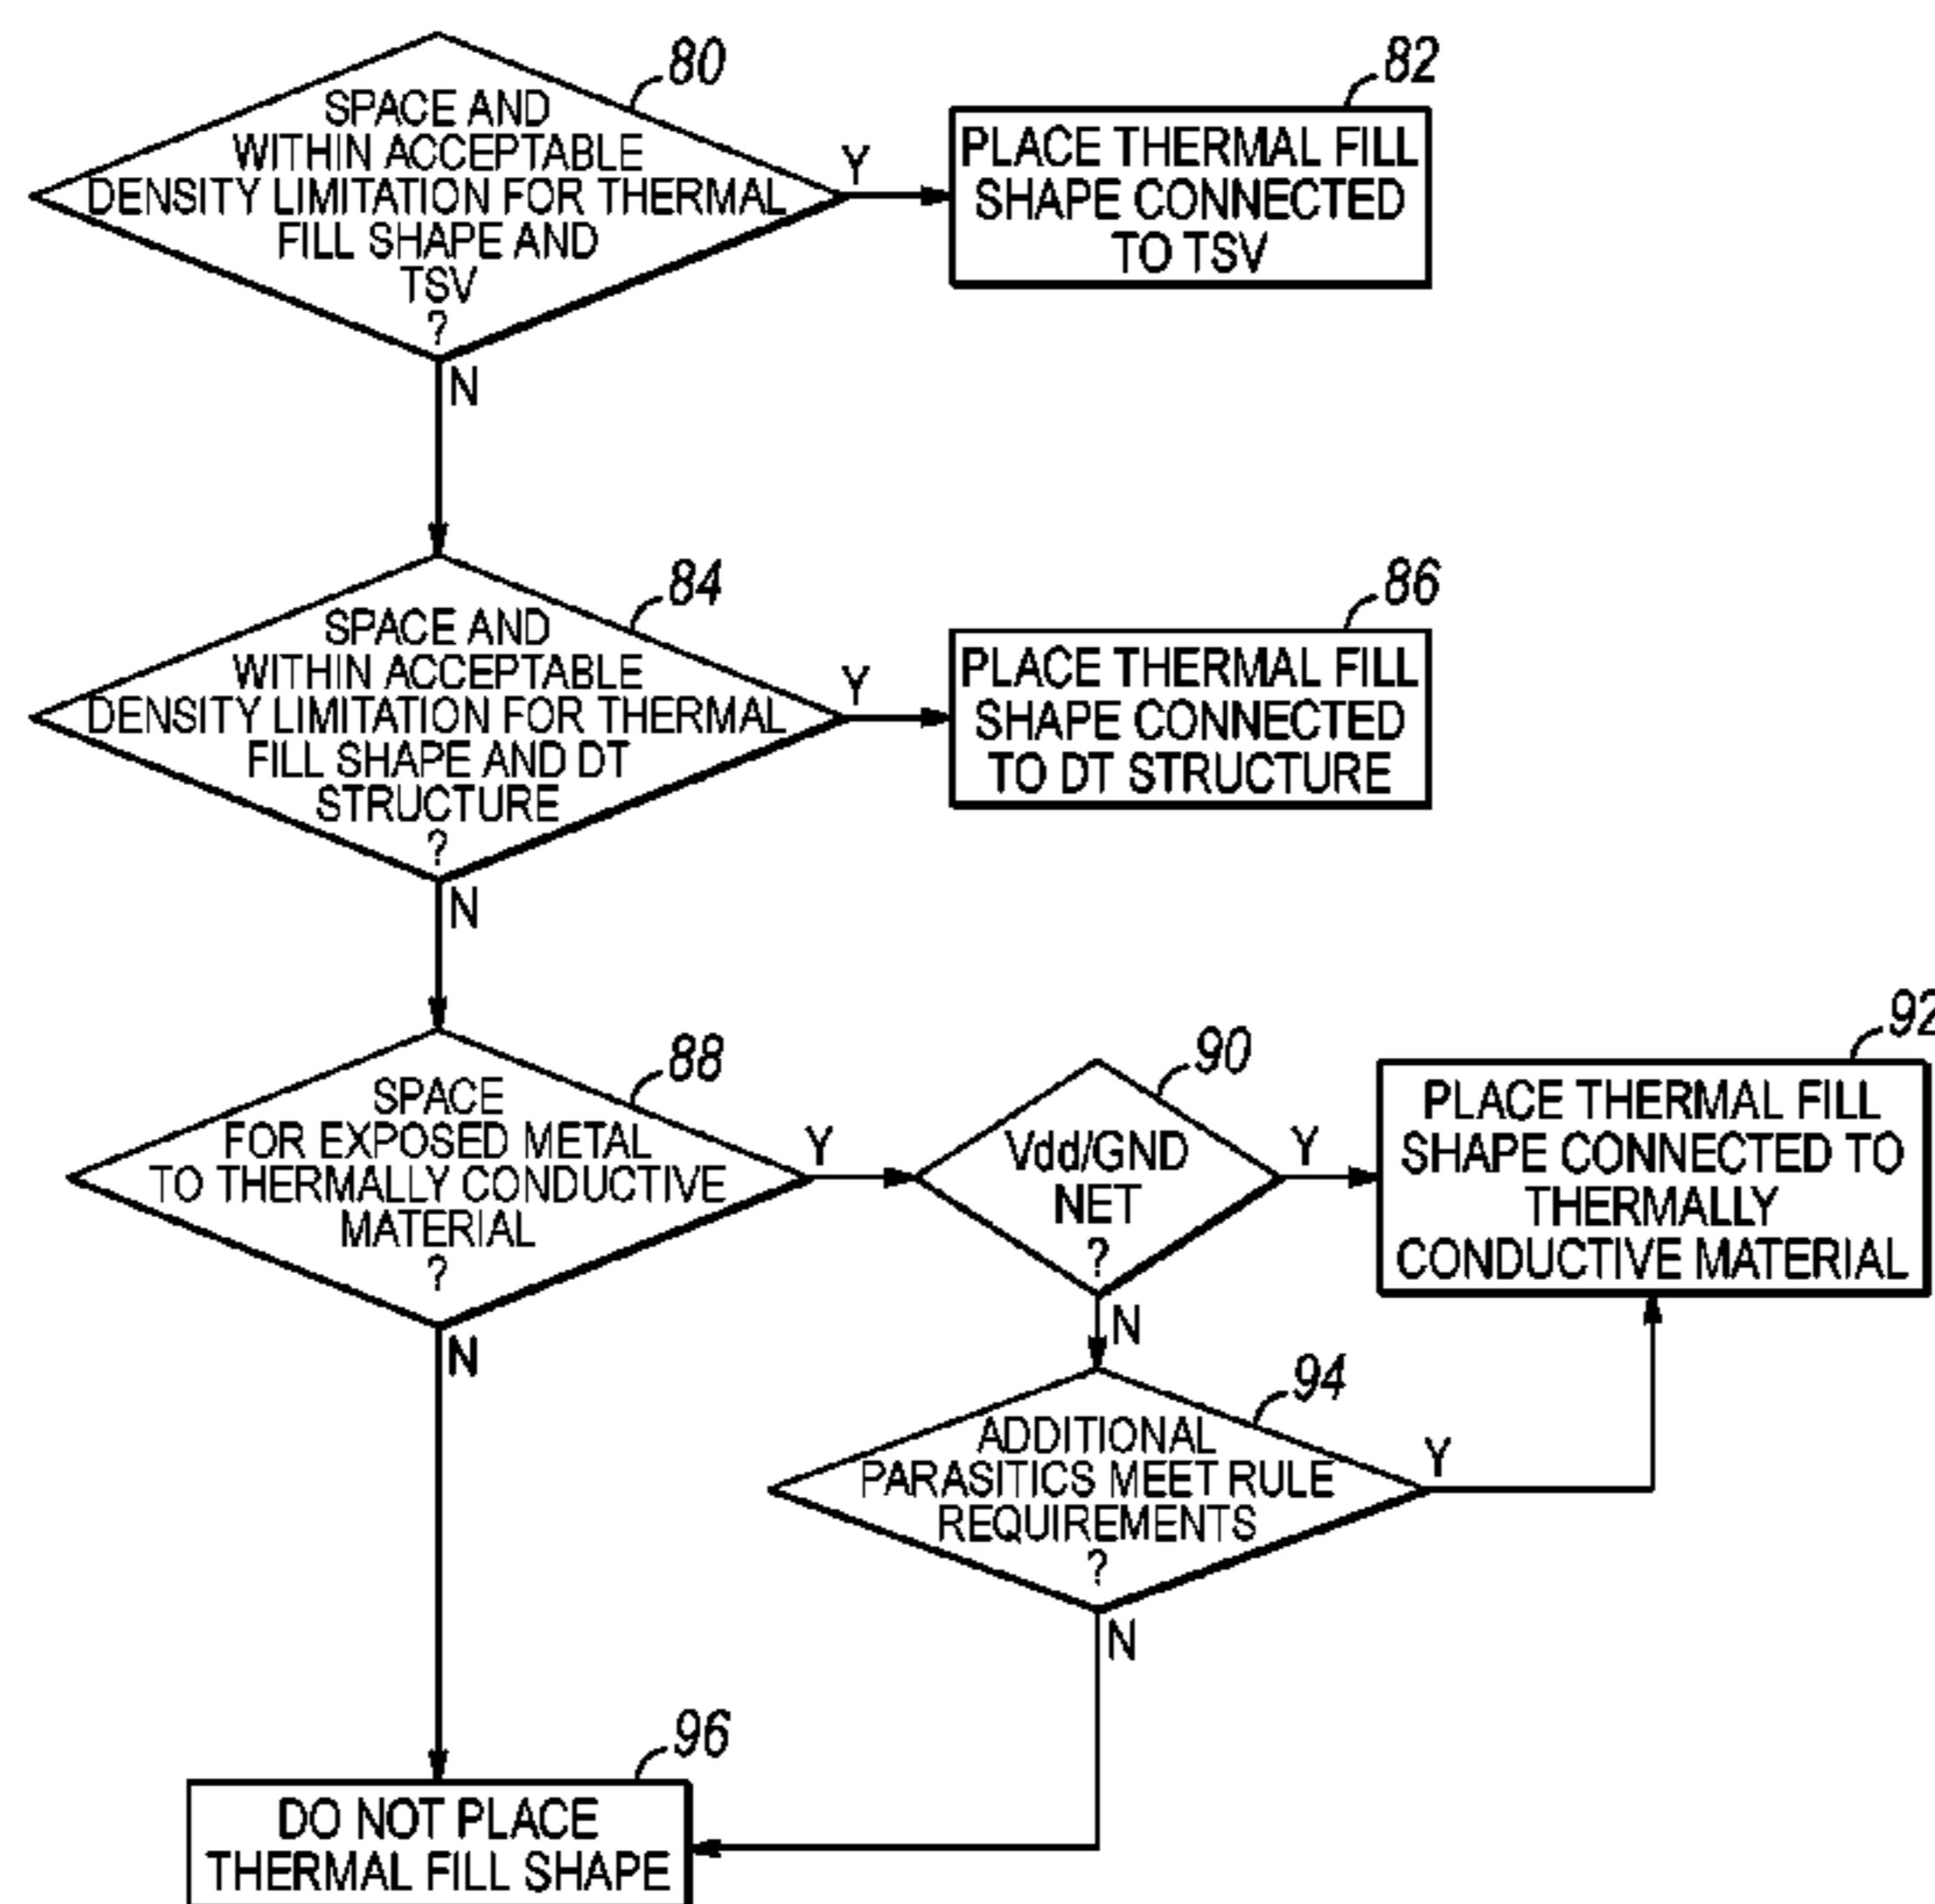 80
SPACE AND
WITHIN ACCEPTABLE
DENSITY LIMITATION FOR THERMAL
FILL SHAPE AND
TSV
?
Y
N
82
PLACE THERMAL FILL
SHAPE CONNECTED
TO TSV
84
SPACE AND
WITHIN ACCEPTABLE
DENSITY LIMITATION FOR THERMAL
FILL SHAPE AND DT
STRUCTURE
?
Y
N
86
PLACE THERMAL FILL
SHAPE CONNECTED
TO DT STRUCTURE
88
SPACE
FOR EXPOSED METAL
TO THERMALLY CONDUCTIVE
MATERIAL
?
Y
N
90
Vdd/GND
NET
?
Y
N
92
PLACE THERMAL FILL
SHAPE CONNECTED TO
THERMALLY
CONDUCTIVE MATERIAL
94
ADDITIONAL
PARASITICS MEET RULE
REQUIREMENTS
?
Y
N
96
DO NOT PLACE
THERMAL FILL SHAPE